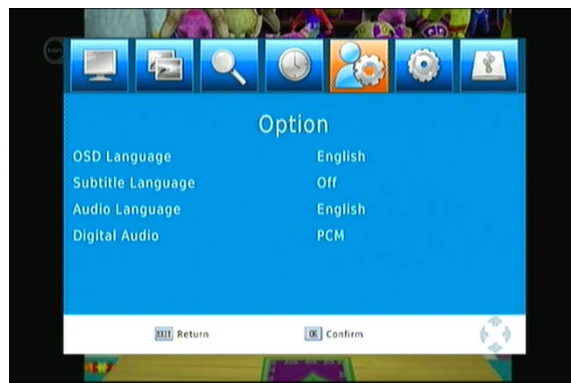 Option
OSD Language English
Subtitle Language Off
Audio Language English
Digital Audio PCM
EXIT Return OK Confirm